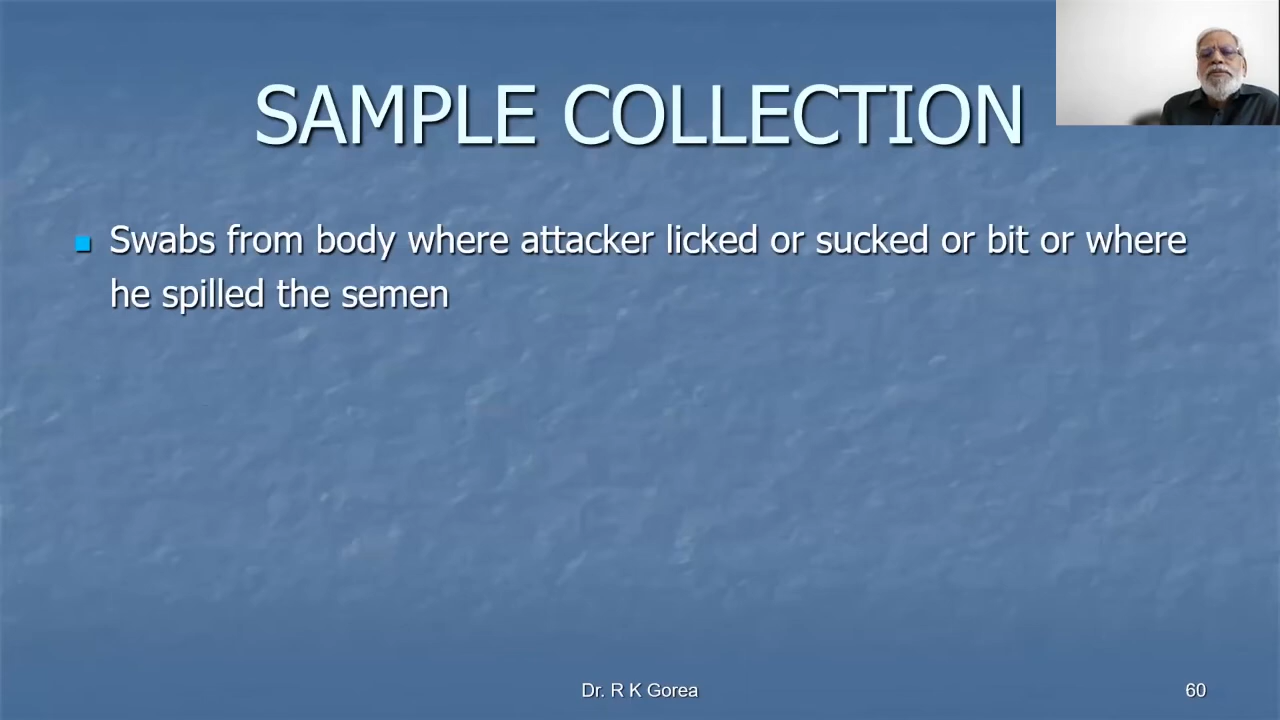 SAMPLE COLLECTION
Swabs from body where attacker licked or sucked or bit or where
he spilled the semen
Dr. R K Gorea
60